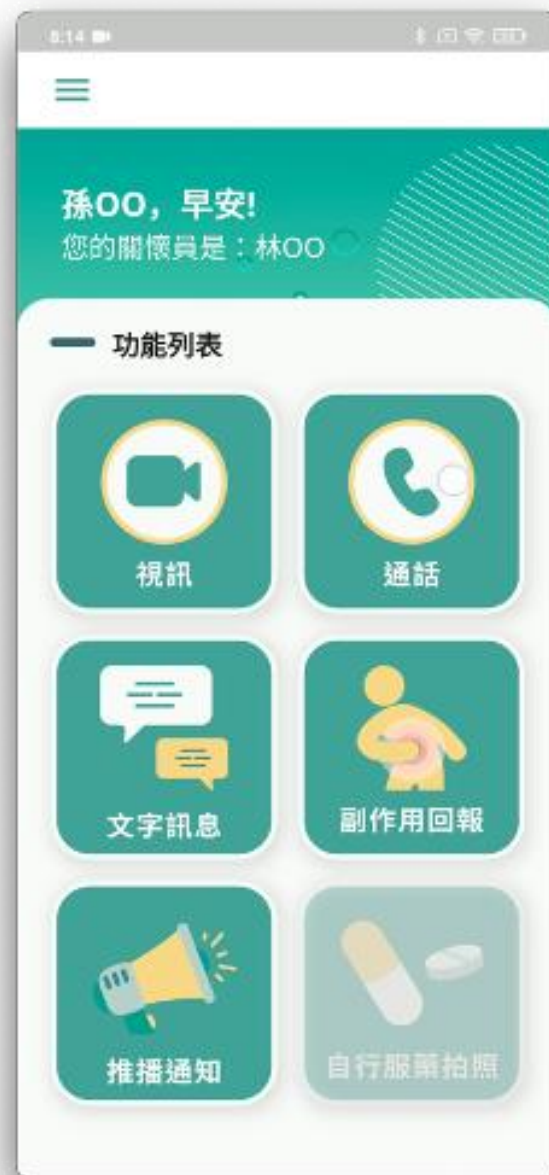 8:14
孫OO，早安!
您的關懷員是：林OO
功能列表
視訊
通話
文字訊息
副作用回報
推播通知
自行服藥拍照